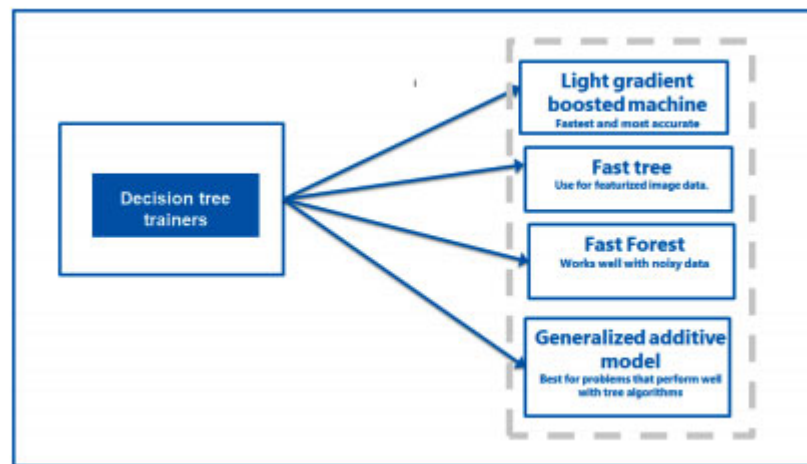 Decision tree
trainers
Light gradient
boosted machine
Fastest and most accurate
Fast tree
Use for featurized image data.
Fast Forest
Works well with noisy data
Generalized additive
model
Best for problems that perform well
with tree algorithms